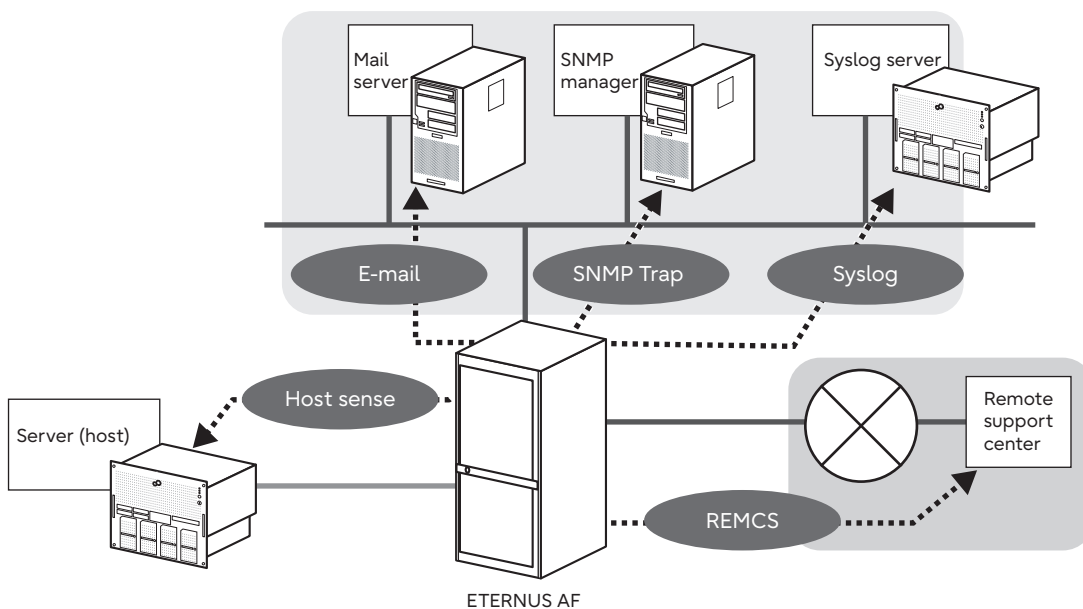 Mail
server
SNMP
manager
Syslog server
E-mail
SNMP Trap
Syslog
Host sense
Server (host)
Remote
support
center
REMCS
ETERNUS AF